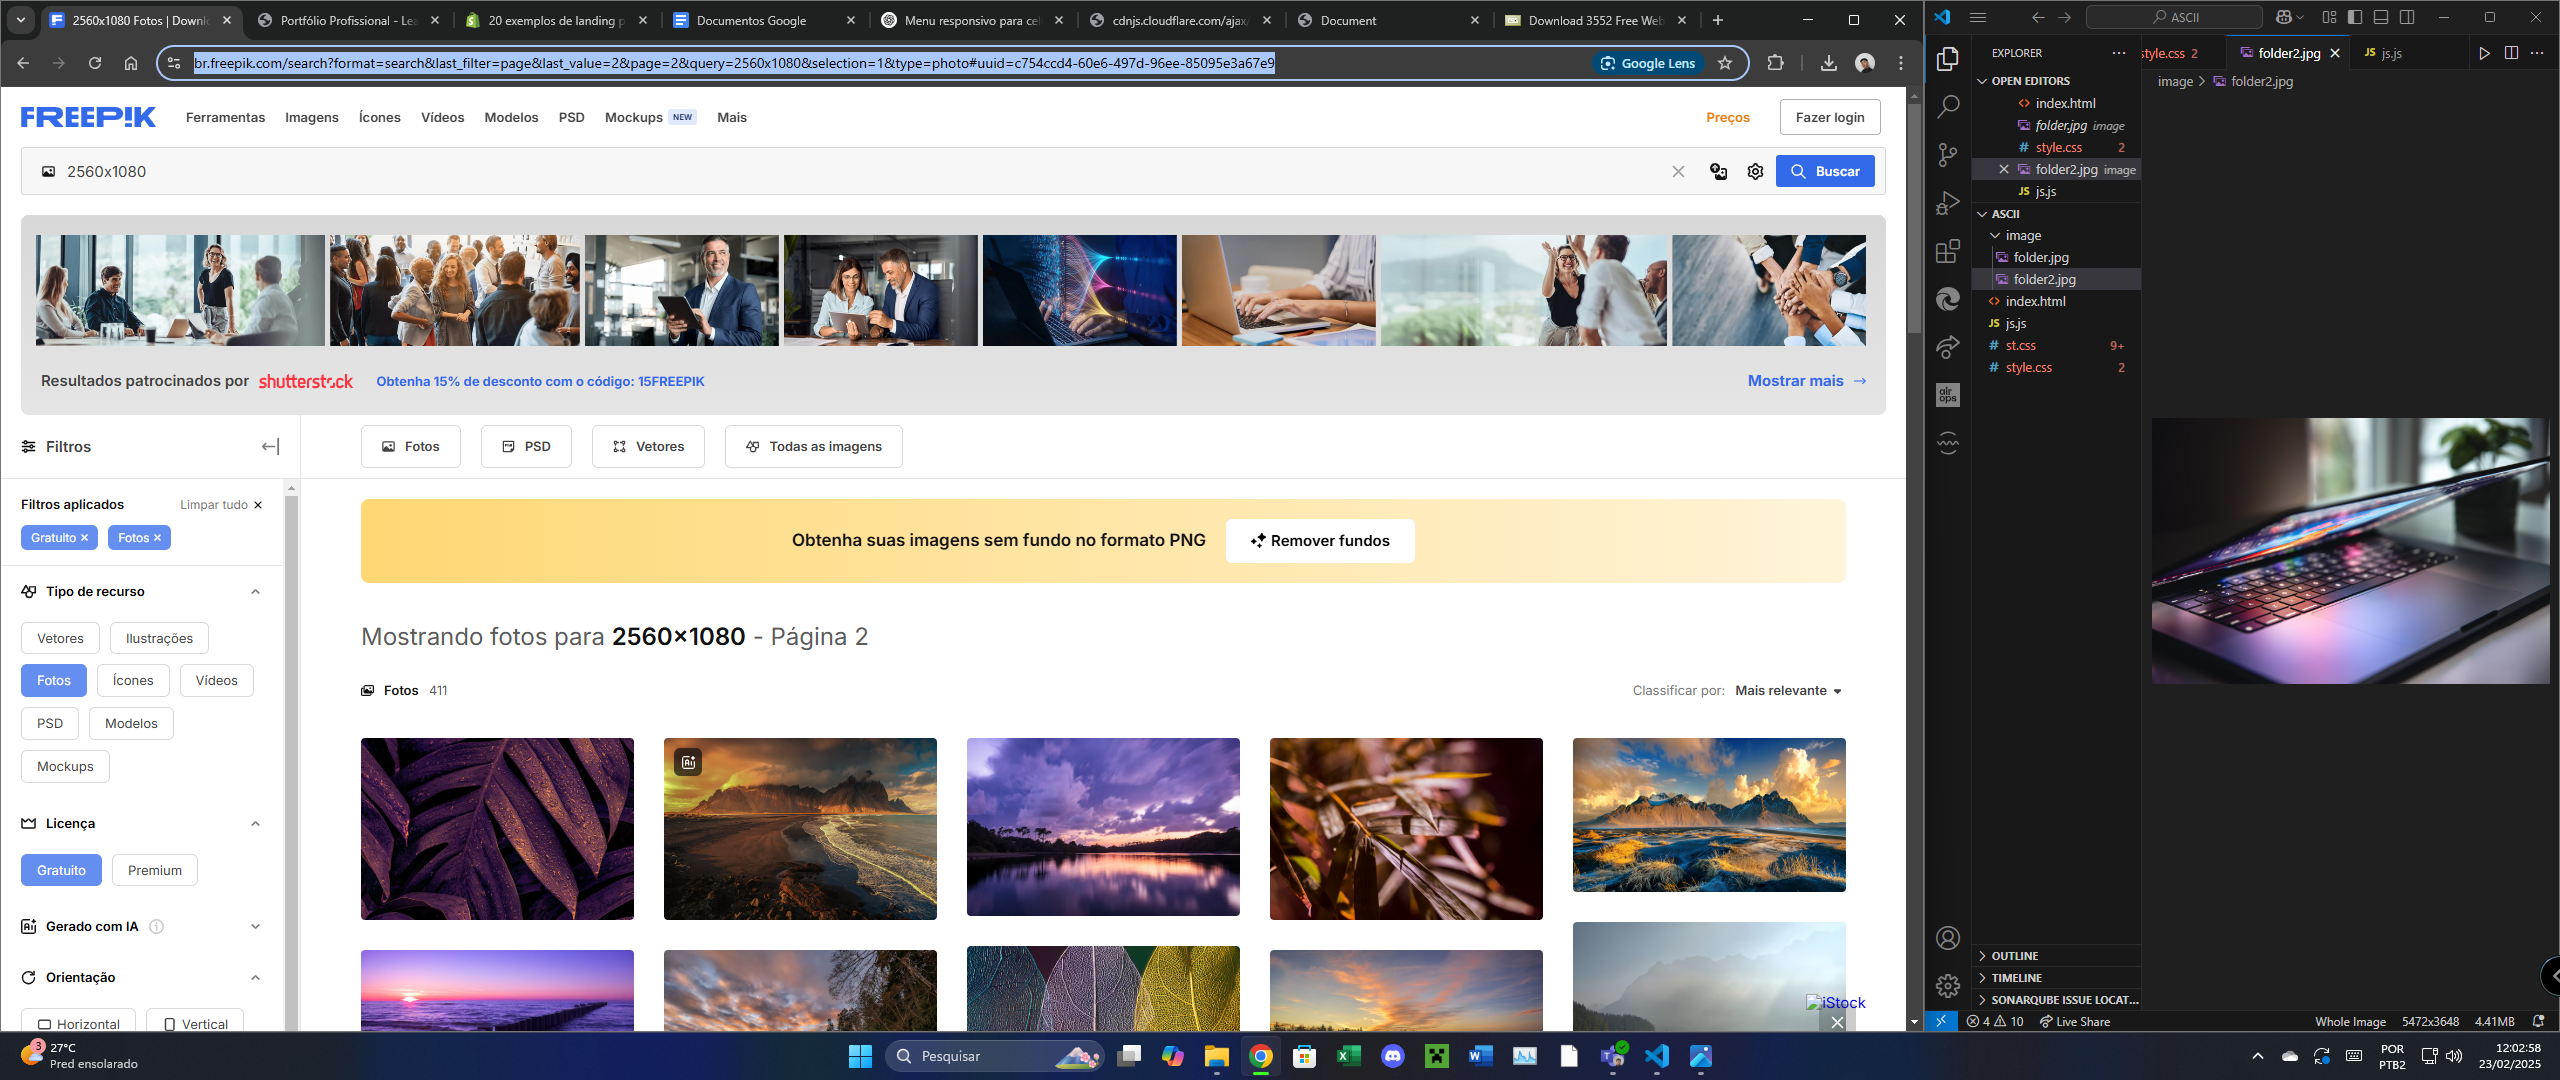 2560x1080 Fotos | Downlo
Portfólio Profissional - Lea
20 exemplos de landing p
Documentos Google
Menu responsivo para cel
cdnjs.cloudflare.com/ajax/
Document
Download 3552 Free Web
br.freepik.com/search?format=search&last_filter=page&last_value=2&page=2&query=2560x1080&selection=1&type=photo#uuid=c754ccd4-60e6-497d-96ee-85095e3a67e9
Google Lens
FREEP!K
Ferramentas
Imagens
Ícones
Vídeos
Modelos
PSD
Mockups NEW
Mais
Preços
Fazer login
2560x1080
Buscar
Resultados patrocinados por shutterstock
Obtenha 15% de desconto com o código: 15FREEPIK
Mostrar mais →
Filtros
Fotos
PSD
Vetores
Todas as imagens
Filtros aplicados
Limpar tudo ×
Gratuito ×
Fotos ×
Obtenha suas imagens sem fundo no formato PNG
Remover fundos
Tipo de recurso
Vetores
Ilustrações
Fotos
Ícones
Vídeos
PSD
Modelos
Mockups
Licença
Gratuito
Premium
Gerado com IA
Orientação
Horizontal
Vertical
Mostrando fotos para 2560x1080 - Página 2
Fotos 411
Classificar por: Mais relevante
iStock
ASCII
EXPLORER
style.css 2
folder2.jpg
js.js
image > folder2.jpg
OPEN EDITORS
index.html
folder.jpg image
style.css 2
folder2.jpg image
js.js
ASCII
image
folder.jpg
folder2.jpg
index.html
js.js
st.css 9+
style.css 2
air
ops
OUTLINE
TIMELINE
SONARQUBE ISSUE LOCAT...
4 10
Live Share
Whole Image
5472x3648
4.41MB
3
27°C
Pred ensolarado
Pesquisar
POR
PTB2
12:02:58
23/02/2025